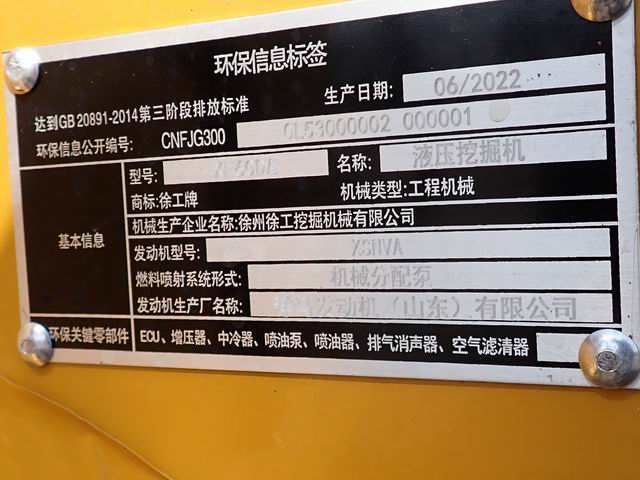 环保信息标签
达到GB 20891-2014第三阶段排放标准 生产日期: 06/2022
环保信息公开编号: CNFJG300 0L53000002 000001
型号: 名称: 液压挖掘机
商标:徐工牌 机械类型:工程机械
基本信息 机械生产企业名称:徐州徐工挖掘机械有限公司
发动机型号:
燃料喷射系统形式: 机械分配泵
发动机生产厂名称: 发动机(山东)有限公司
环保关键零部件 ECU、增压器、中冷器、喷油泵、喷油器、排气消声器、空气滤清器